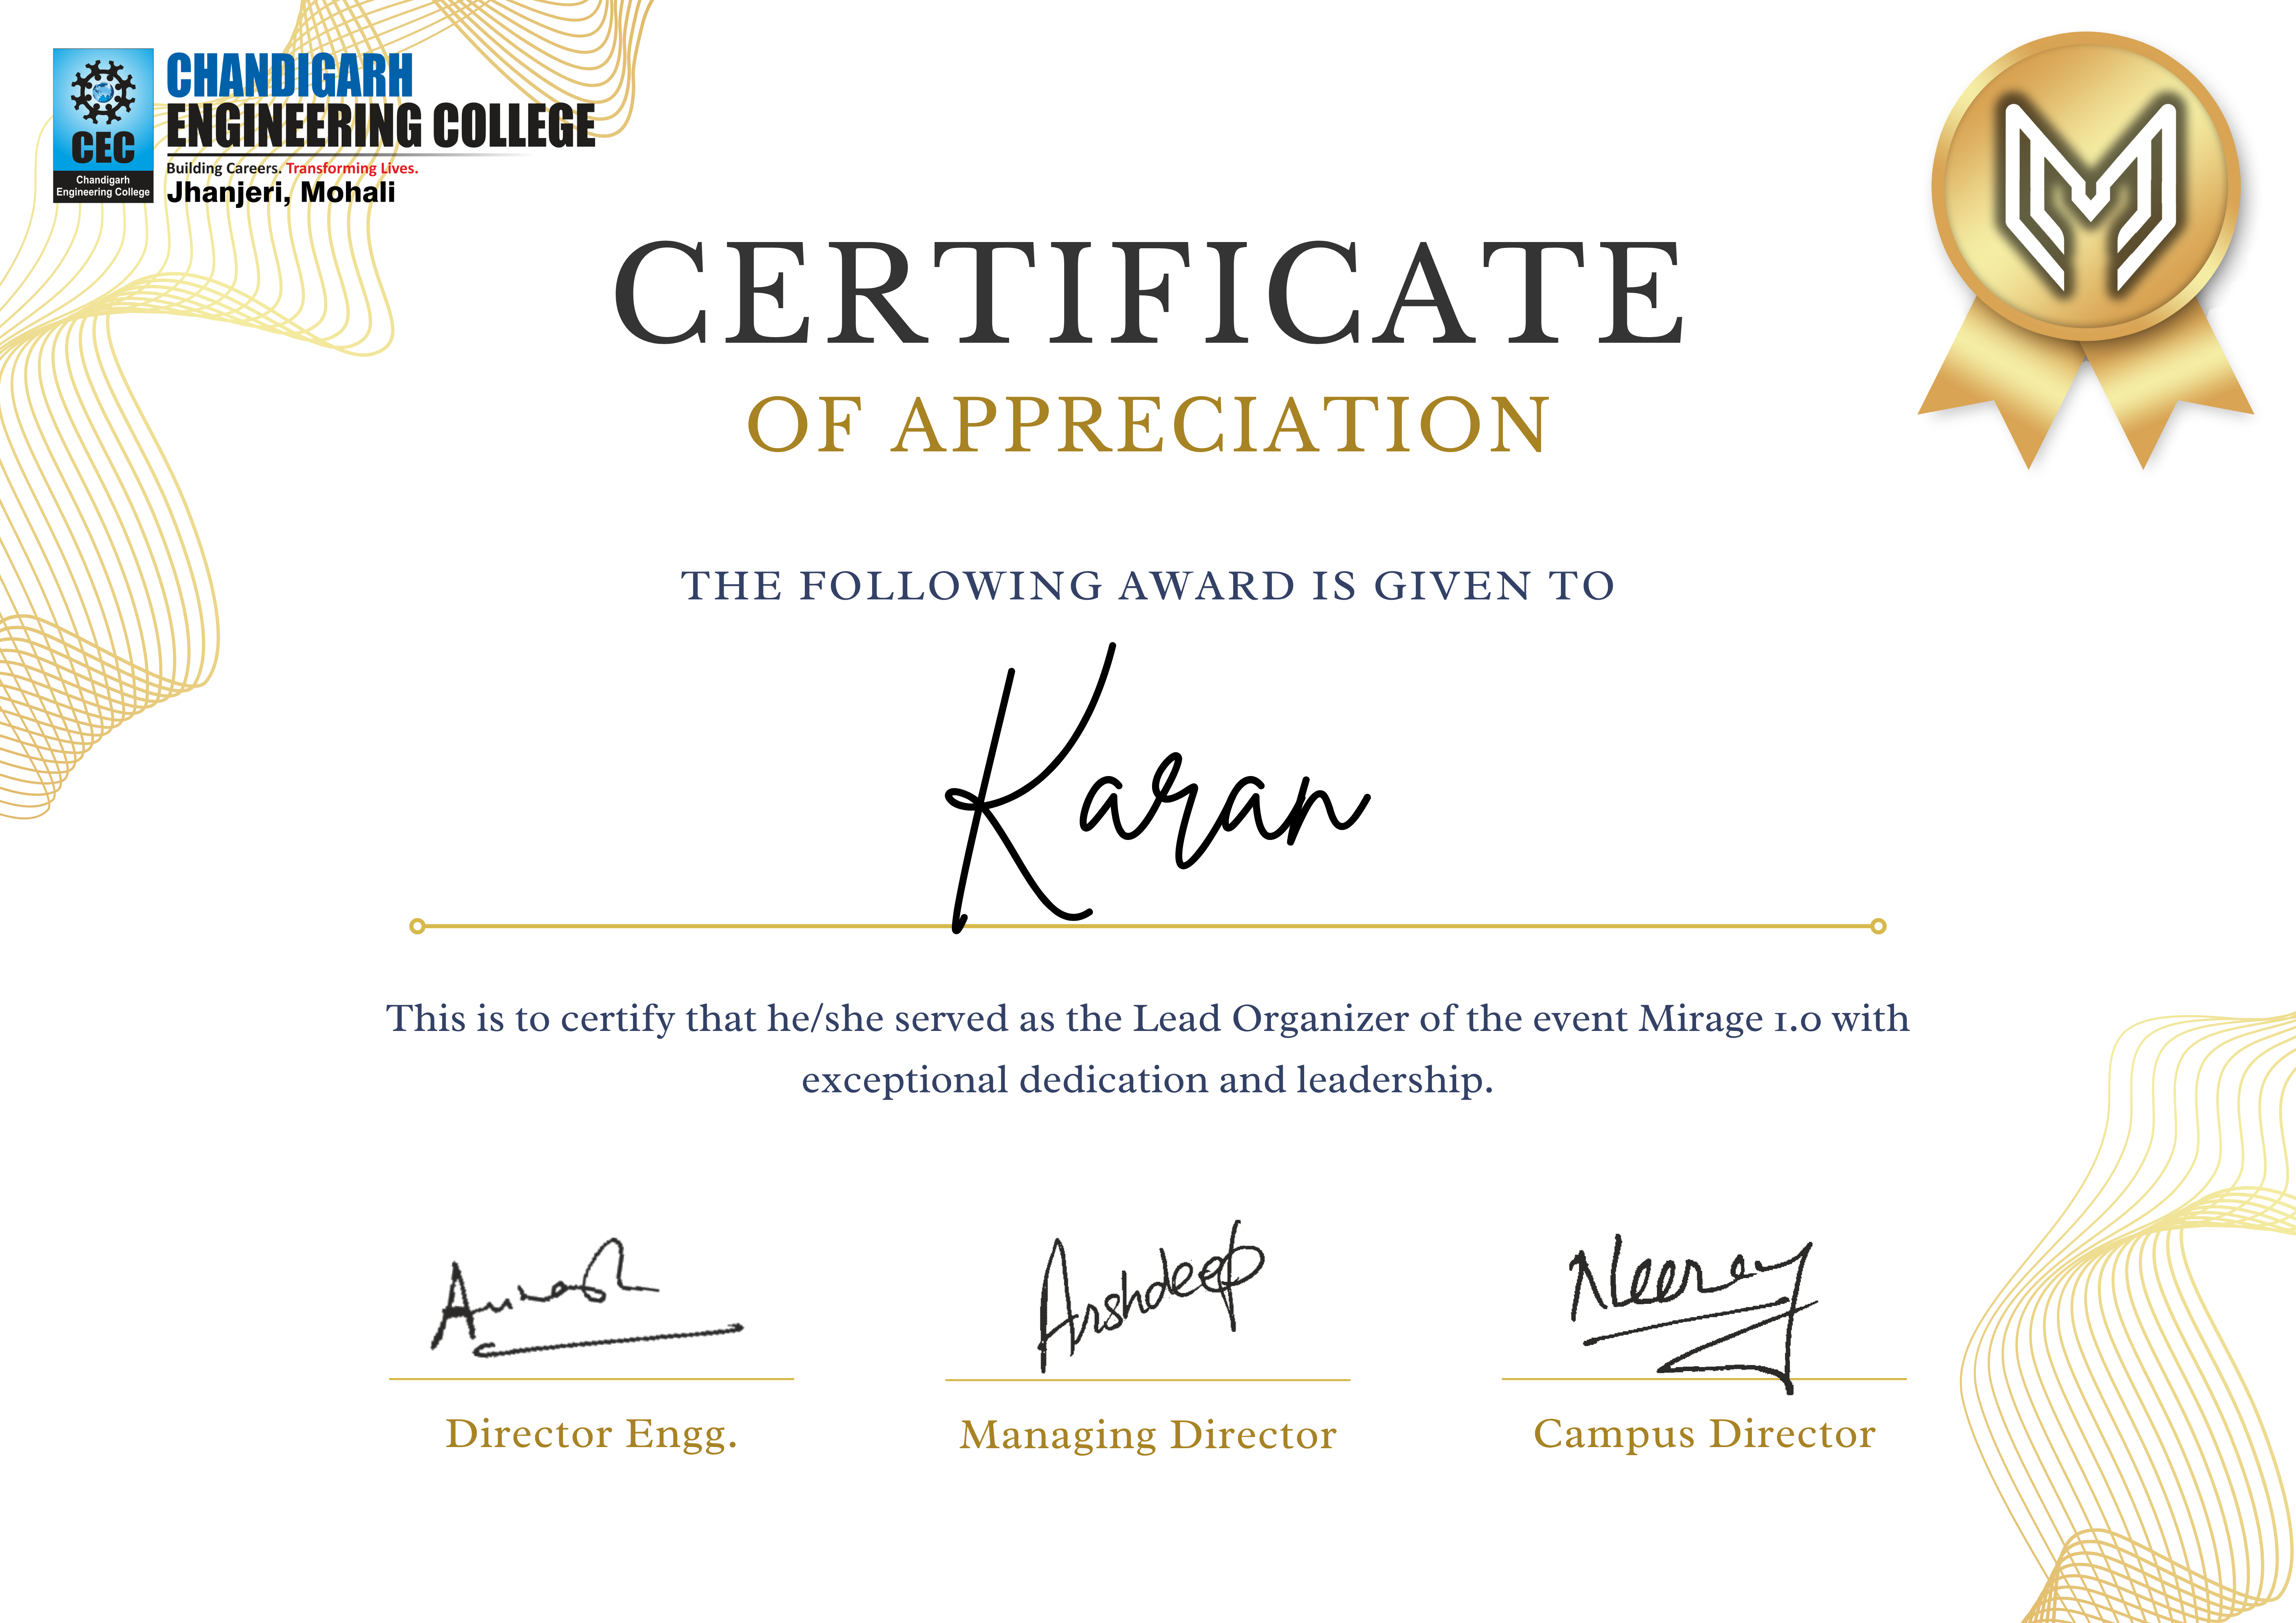 CHANDIGARH
ENGINEERING COLLEGE
CEC
Chandigarh
Engineering College
Building Careers. Transforming Lives.
Jhanjeri, Mohali
M
CERTIFICATE
OF APPRECIATION
THE FOLLOWING AWARD IS GIVEN TO
Karan
This is to certify that he/she served as the Lead Organizer of the event Mirage 1.0 with
exceptional dedication and leadership.
Arshdeep
Neeraj
Director Engg.
Managing Director
Campus Director